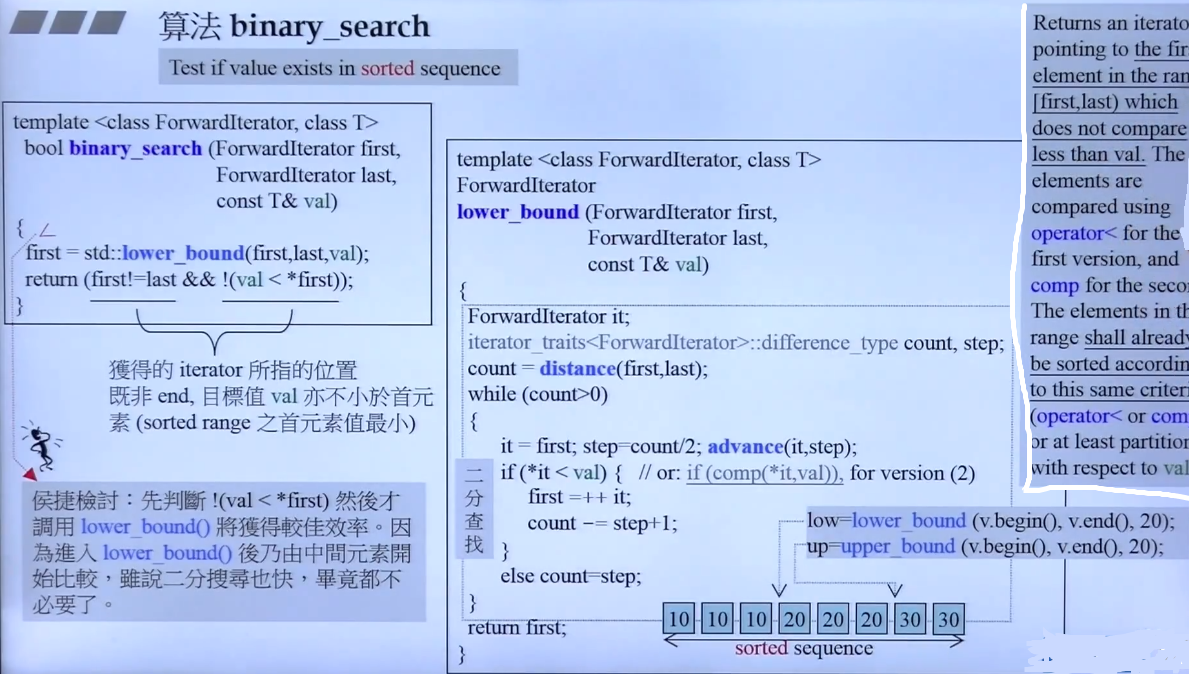 算法 binary_search
Test if value exists in sorted sequence
template <class ForwardIterator, class T>
bool binary_search (ForwardIterator first,
ForwardIterator last,
const T& val)
{
first = std::lower_bound(first,last,val);
return (first!=last && !(val < *first));
}
獲得的 iterator 所指的位置
既非 end, 目標值 val 亦不小於首元
素 (sorted range 之首元素值最小)
侯捷檢討：先判斷 !(val < *first) 然後才
調用 lower_bound() 將獲得較佳效率。因
為進入 lower_bound() 後乃由中間元素開
始比較，雖說二分搜尋也快，畢竟都不
必要了。
template <class ForwardIterator, class T>
ForwardIterator
lower_bound (ForwardIterator first,
ForwardIterator last,
const T& val)
{
ForwardIterator it;
iterator_traits<ForwardIterator>::difference_type count, step;
count = distance(first,last);
while (count>0)
{
it = first; step=count/2; advance(it,step);
if (*it < val) { // or: if (comp(*it,val)), for version (2)
first =++ it;
count −= step+1;
}
else count=step;
}
return first;
}
二分查找
low=lower_bound (v.begin(), v.end(), 20);
up=upper_bound (v.begin(), v.end(), 20);
10 10 10 20 20 20 30 30
sorted sequence
Returns an iterato
pointing to the fir
element in the ran
[first,last) which
does not compare
less than val. The
elements are
compared using
operator< for the
first version, and
comp for the seco
The elements in th
range shall already
be sorted accordin
to this same criteri
(operator< or com
or at least partition
with respect to val